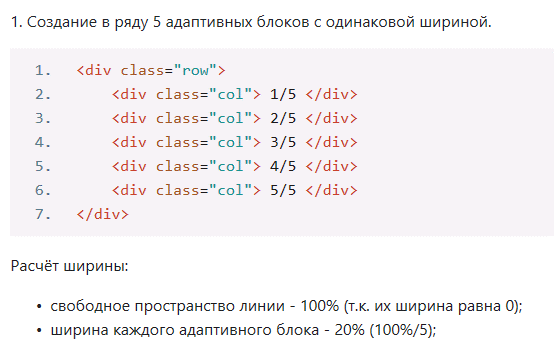 1. Создание в ряду 5 адаптивных блоков с одинаковой шириной.
1. <div class="row">
2. <div class="col"> 1/5 </div>
3. <div class="col"> 2/5 </div>
4. <div class="col"> 3/5 </div>
5. <div class="col"> 4/5 </div>
6. <div class="col"> 5/5 </div>
7. </div>
Расчёт ширины:
• свободное пространство линии - 100% (т.к. их ширина равна 0);
• ширина каждого адаптивного блока - 20% (100%/5);